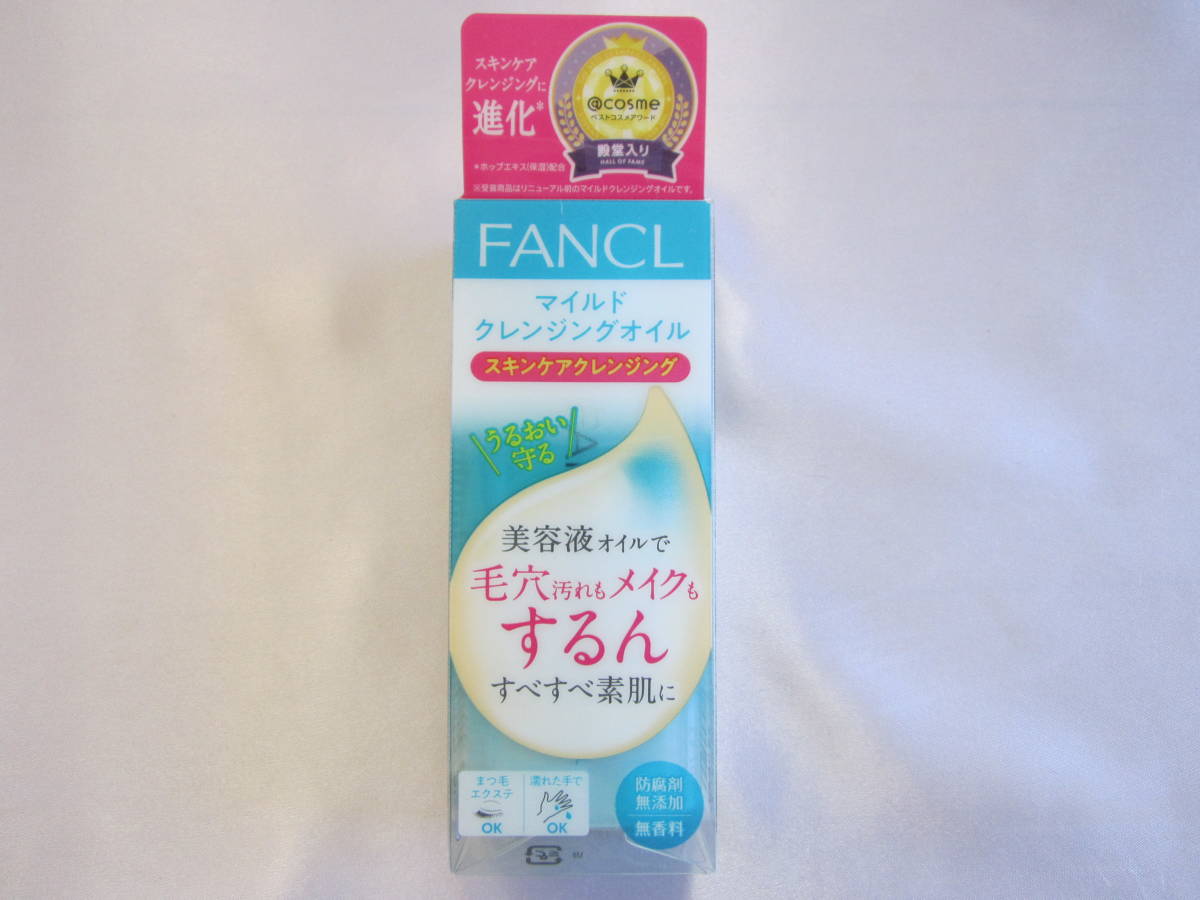 スキンケア
クレンジングに
進化*
*ホップエキス(保湿)配合
※受賞商品はリニューアル前のマイルドクレンジングオイルです。
@cosme
ベストコスメアワード
殿堂入り
HALL OF FAME
FANCL
マイルド
クレンジングオイル
スキンケアクレンジング
うるおい
守る
美容液オイルで
毛穴汚れもメイクも
するん
すべすべ素肌に
まつ毛
エクステ
OK
濡れた手で
OK
防腐剤
無添加
無香料
プラ